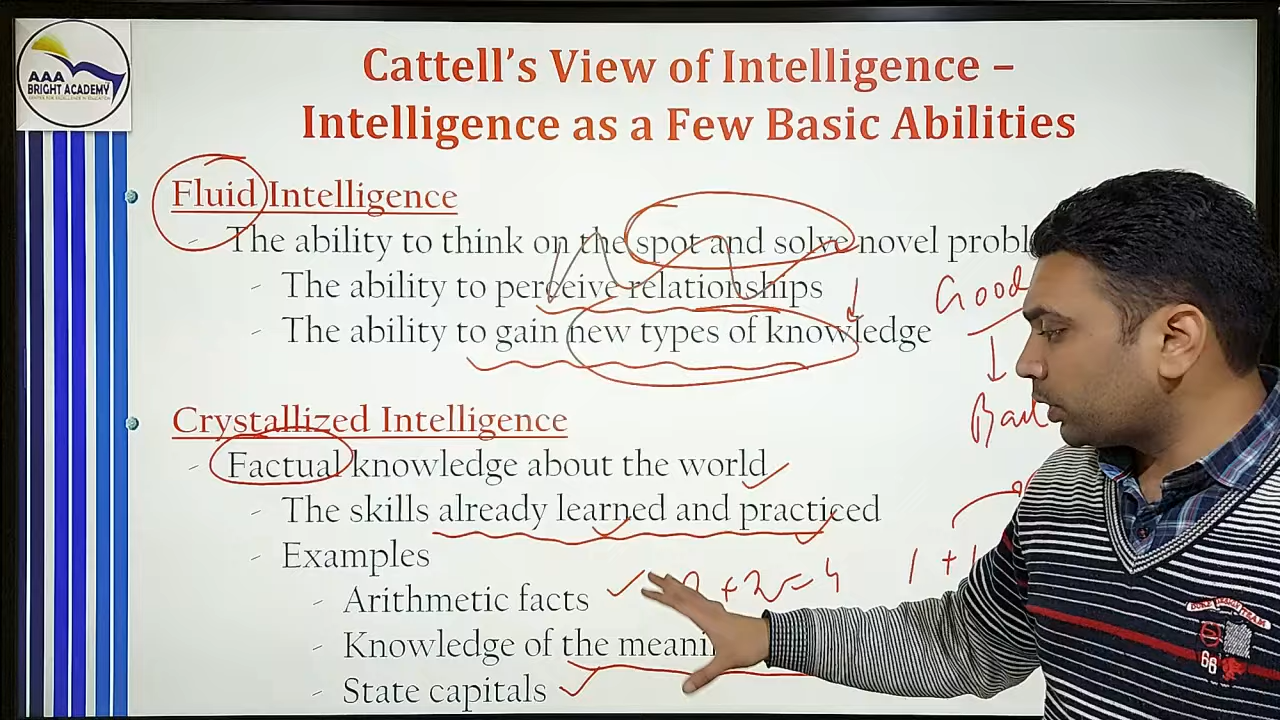 AAA
BRIGHT ACADEMY
Cattell's View of Intelligence –
Intelligence as a Few Basic Abilities
Fluid Intelligence
- The ability to think on the spot and solve novel
- The ability to perceive relationships
- The ability to gain new types of knowledge
Good
Crystallized Intelligence
- Factual knowledge about the world
- The skills already learned and practiced
- Examples
- Arithmetic facts
2+2=4
1+1
- Knowledge of the
- State capitals
66